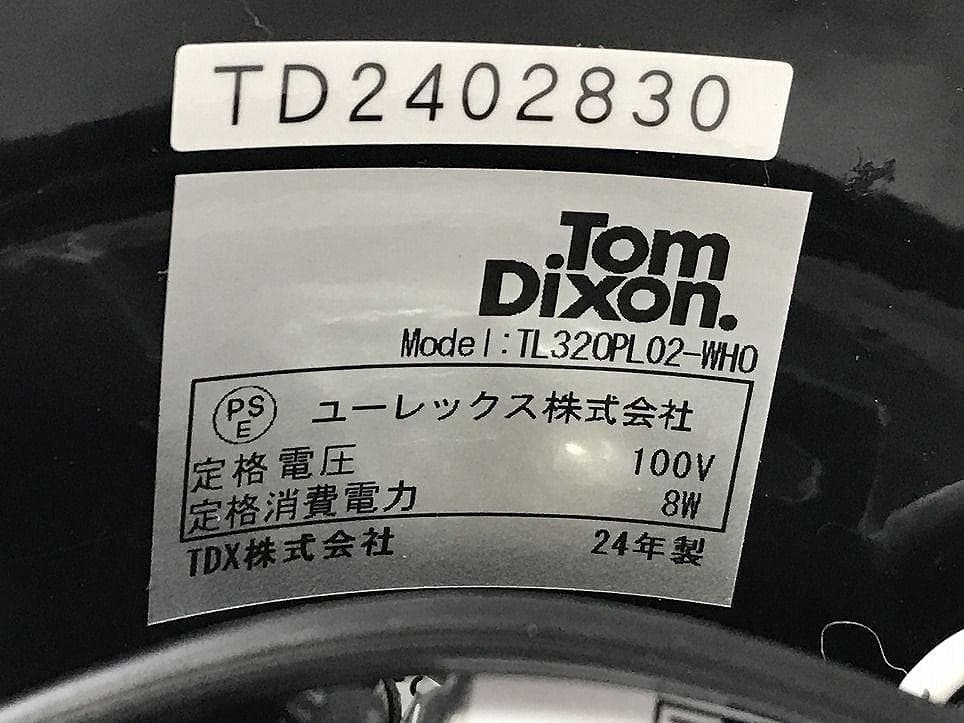 TD2402830
Tom
Dixon.
Model:TL320PL02-WHO
PS
E
ユーレックス株式会社
定格電圧 100V
定格消費電力 8W
TDX株式会社 24年製